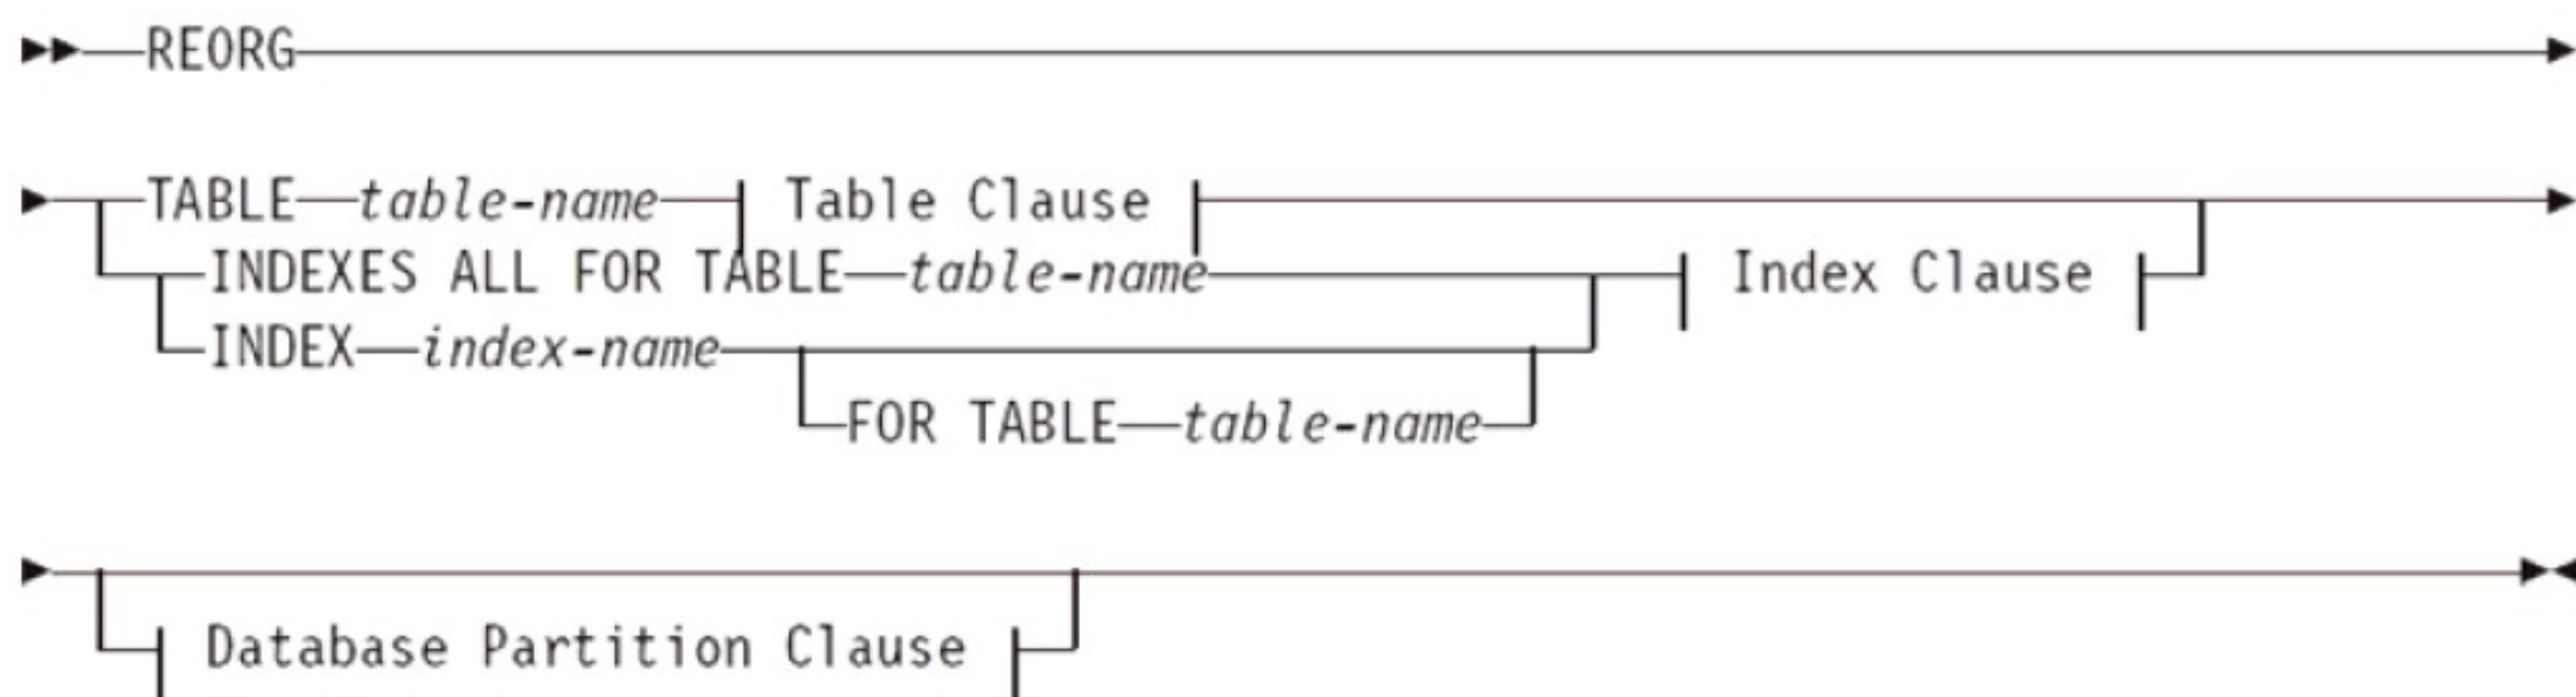 REORG
TABLE table-name Table Clause
INDEXES ALL FOR TABLE table-name Index Clause
INDEX index-name
FOR TABLE table-name
Database Partition Clause